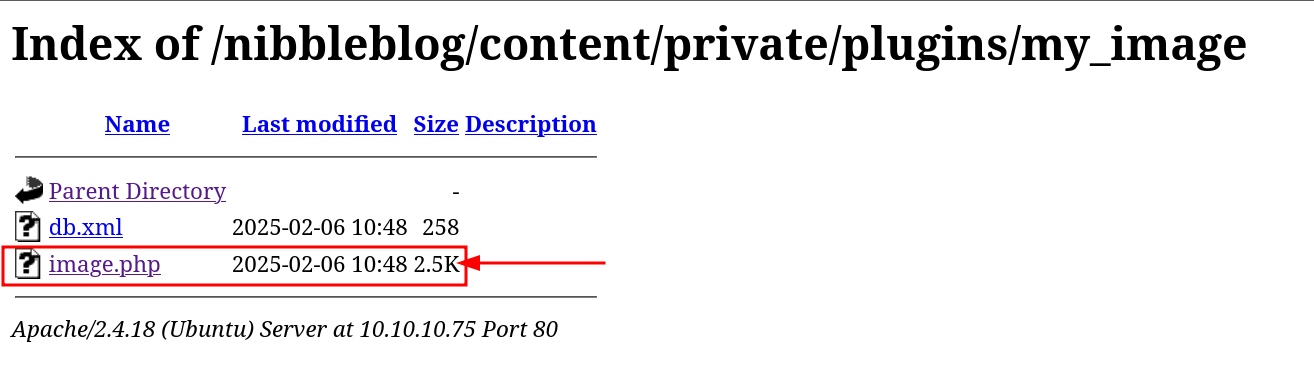 Index of /nibbleblog/content/private/plugins/my_image
Name Last modified Size Description
Parent Directory -
db.xml 2025-02-06 10:48 258
image.php 2025-02-06 10:48 2.5K
Apache/2.4.18 (Ubuntu) Server at 10.10.10.75 Port 80